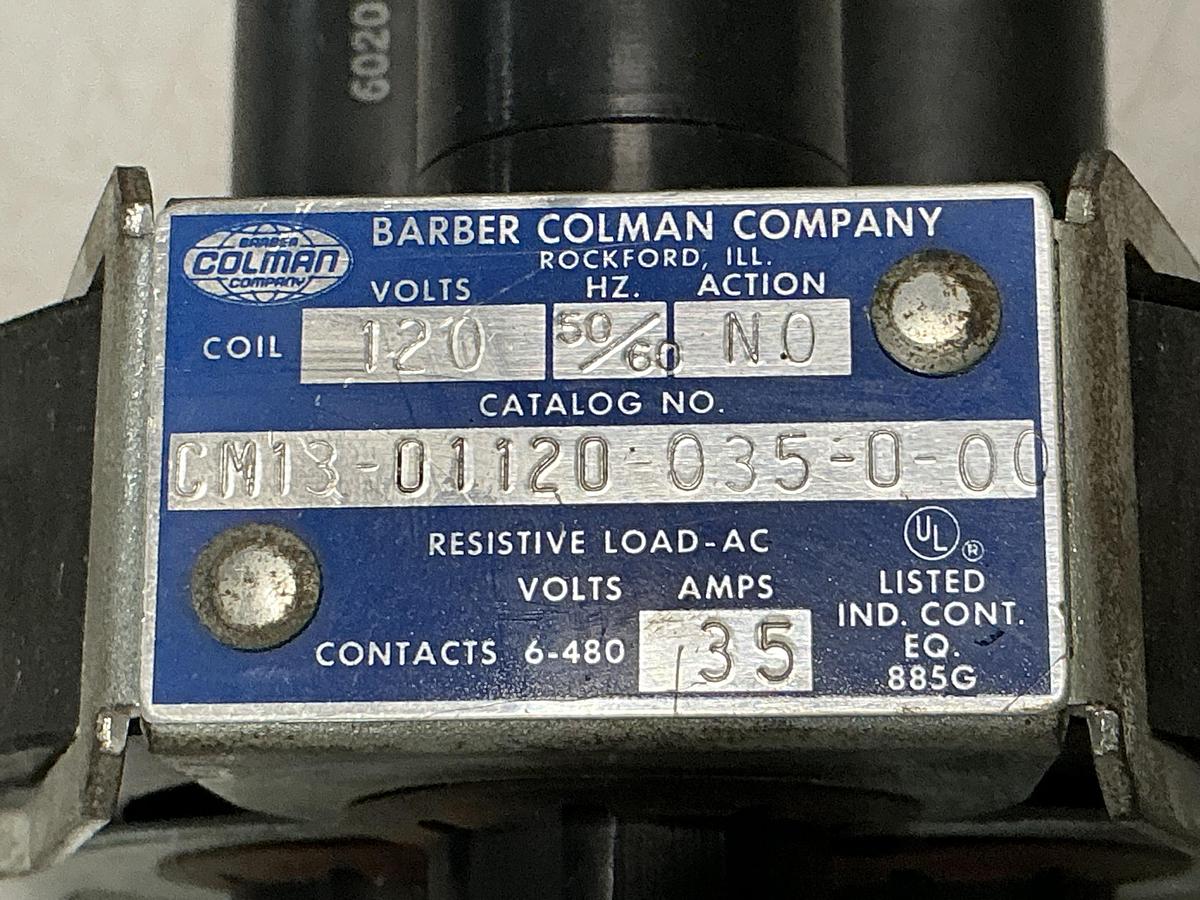 6020
BARBER COLMAN COMPANY
BARBER
COLMAN
COMPANY
ROCKFORD, ILL.
VOLTS HZ. ACTION
COIL 120 50/60 N.O
CATALOG NO.
CM13-01120-035-0-00
RESISTIVE LOAD-AC
VOLTS AMPS
CONTACTS 6-480 35
UL ®
LISTED
IND. CONT.
EQ.
885G